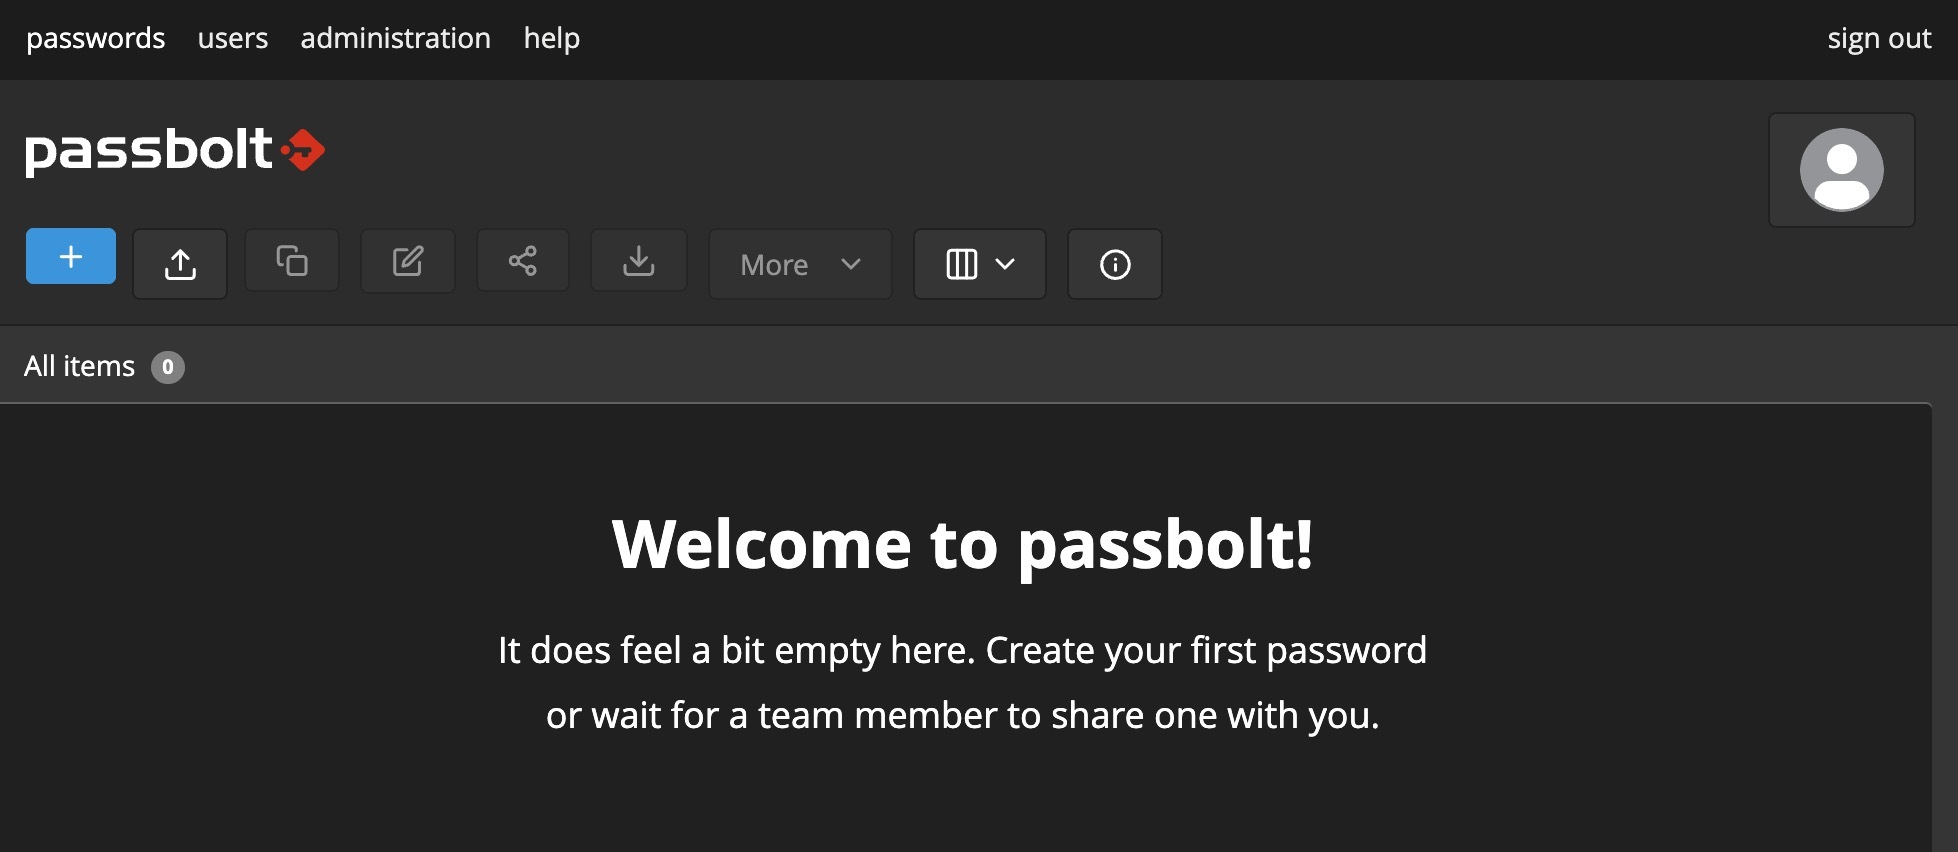 passwords users administration help sign out
passbolt
More
All items 0
Welcome to passbolt!
It does feel a bit empty here. Create your first password
or wait for a team member to share one with you.